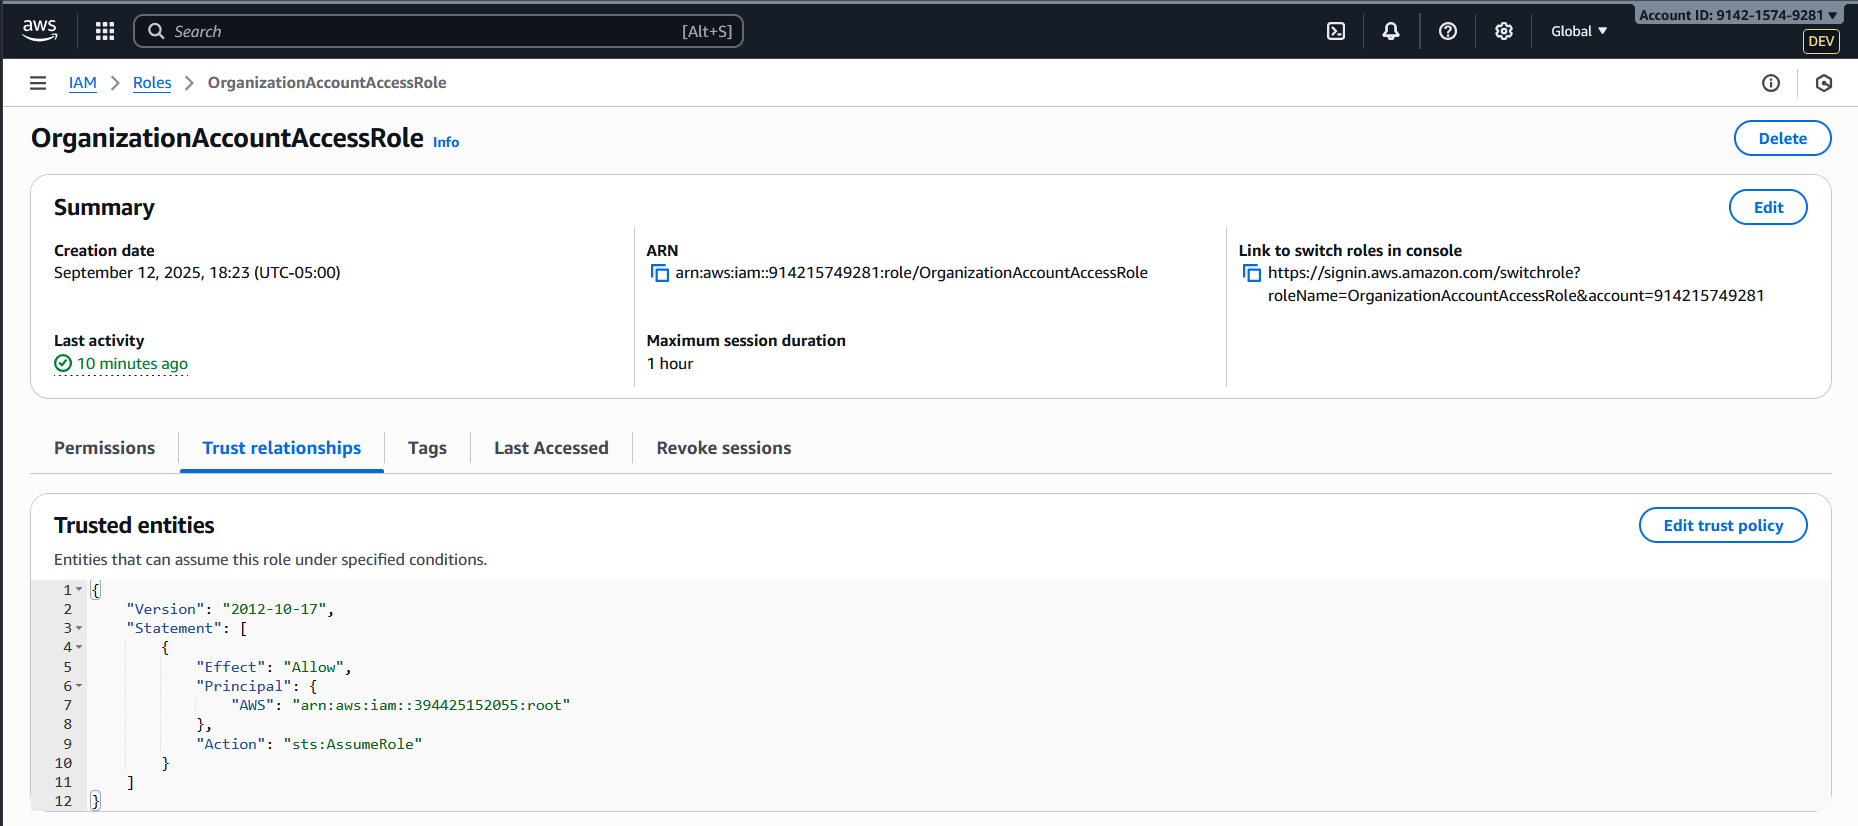 aws
Search [Alt+S]
Global
Account ID: 9142-1574-9281
DEV
IAM
Roles
OrganizationAccountAccessRole
OrganizationAccountAccessRole Info
Delete
Summary
Edit
Creation date
September 12, 2025, 18:23 (UTC-05:00)
ARN
arn:aws:iam::914215749281:role/OrganizationAccountAccessRole
Link to switch roles in console
https://signin.aws.amazon.com/switchrole?
roleName=OrganizationAccountAccessRole&account=914215749281
Last activity
10 minutes ago
Maximum session duration
1 hour
Permissions
Trust relationships
Tags
Last Accessed
Revoke sessions
Trusted entities
Edit trust policy
Entities that can assume this role under specified conditions.
1 {
2     "Version": "2012-10-17",
3     "Statement": [
4         {
5             "Effect": "Allow",
6             "Principal": {
7                 "AWS": "arn:aws:iam::394425152055:root"
8             },
9             "Action": "sts:AssumeRole"
10         }
11     ]
12 }